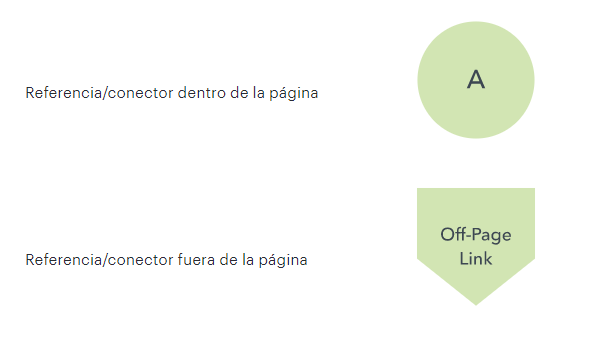 Referencia/conector dentro de la página
A
Referencia/conector fuera de la página
Off-Page
Link